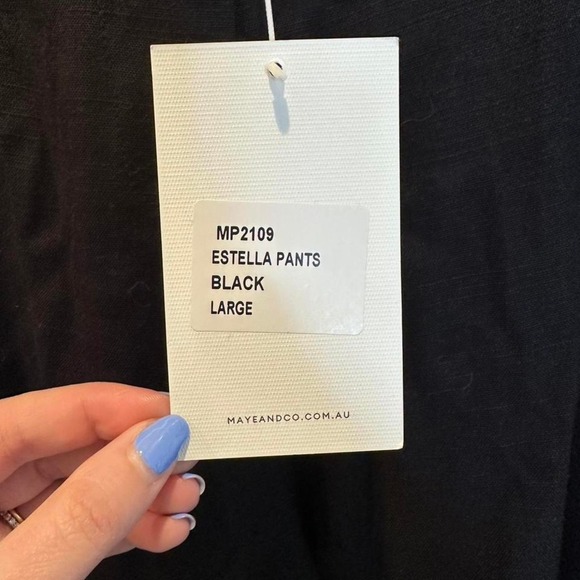 MP2109
ESTELLA PANTS
BLACK
LARGE
MAYEANDCO.COM.AU